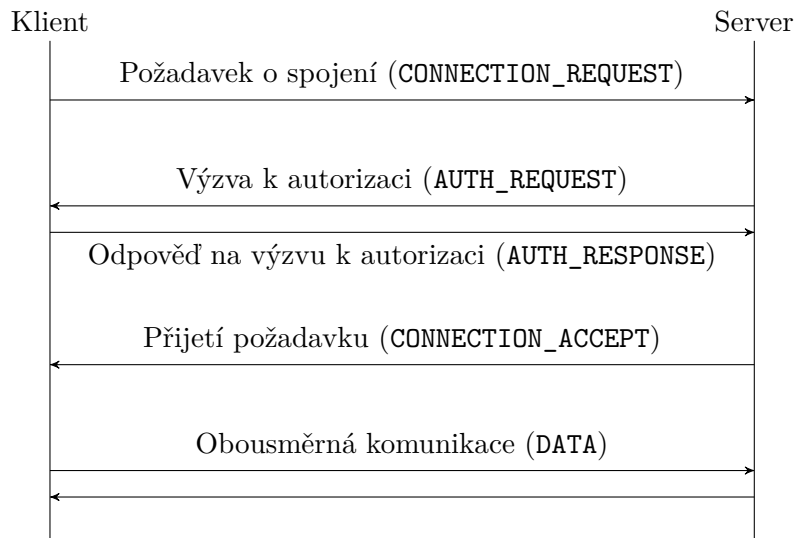 Klient
Server
Požadavek o spojení (CONNECTION_REQUEST)
Výzva k autorizaci (AUTH_REQUEST)
Odpověď na výzvu k autorizaci (AUTH_RESPONSE)
Přijetí požadavku (CONNECTION_ACCEPT)
Obousměrná komunikace (DATA)